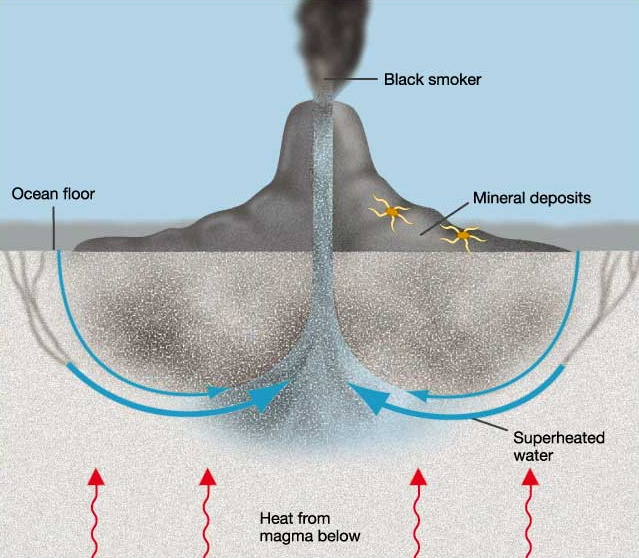 Black smoker
Ocean floor
Mineral deposits
Superheated
water
Heat from
magma below